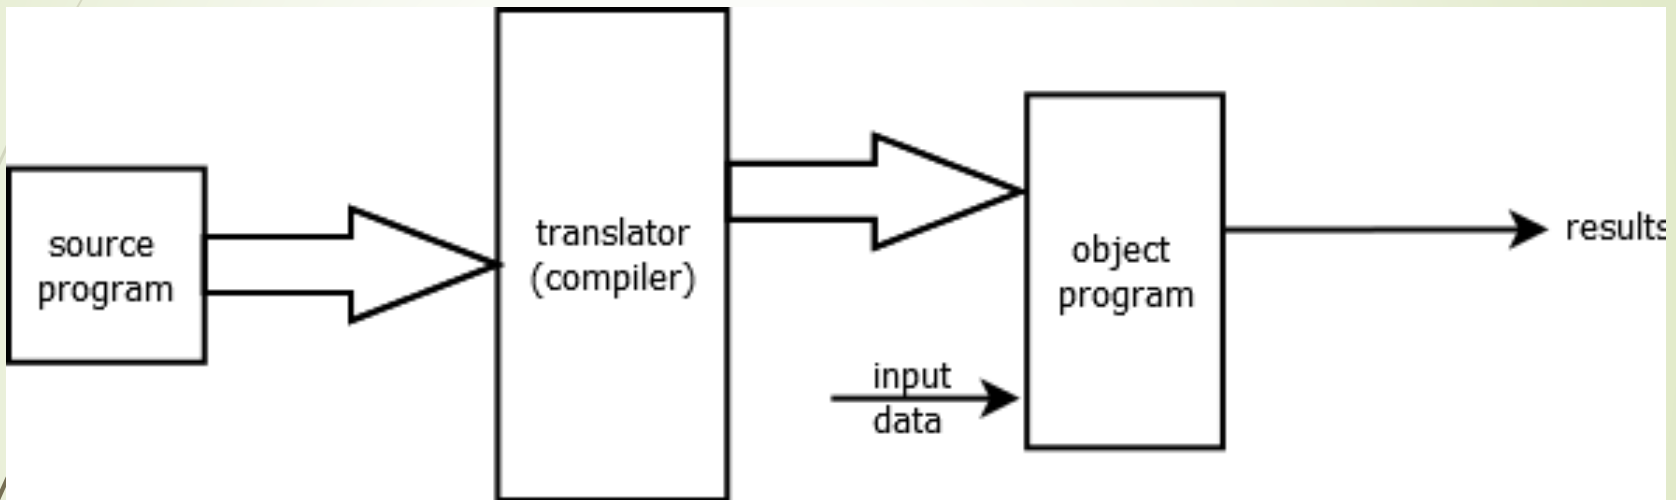 source
program
translator
(compiler)
object
program
input
data
results